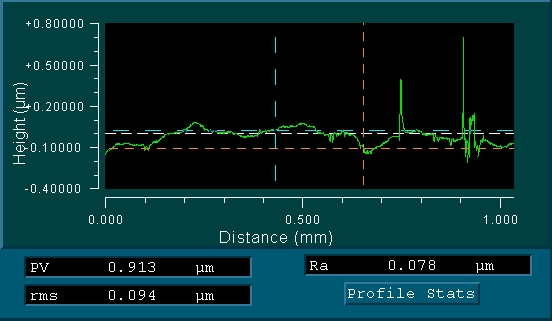 +0.80000
+0.50000
+0.20000
-0.10000
-0.40000
Height (µm)
0.000 0.500 1.000
Distance (mm)
PV 0.913 µm
Ra 0.078 µm
rms 0.094 µm
Profile Stats